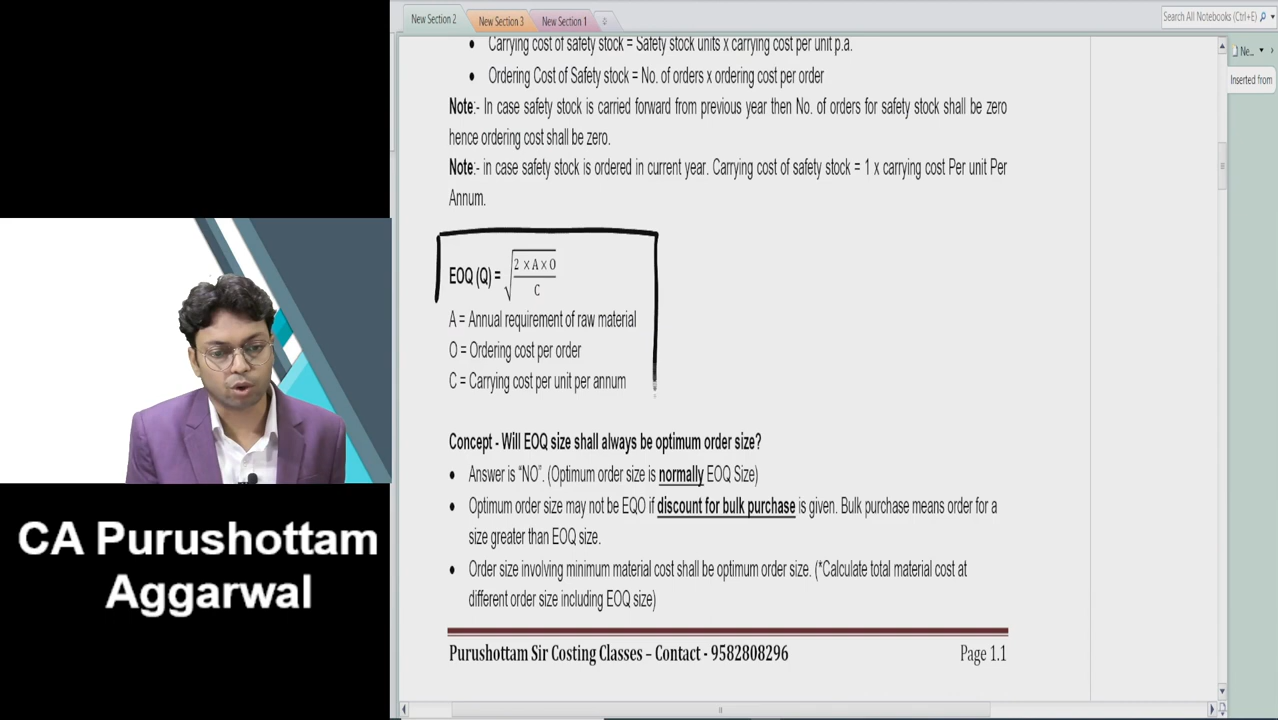 New Section 2
New Section 3
New Section 1
Search All Notebooks (Ctrl+E)
Ne...
Inserted from
• Carrying cost of safety stock = Safety stock units x carrying cost per unit p.a.
• Ordering Cost of Safety stock = No. of orders x ordering cost per order
Note:- In case safety stock is carried forward from previous year then No. of orders for safety stock shall be zero
hence ordering cost shall be zero.
Note:- in case safety stock is ordered in current year. Carrying cost of safety stock = 1 x carrying cost Per unit Per
Annum.
EOQ (Q) = √(2 × A × O / C)
A = Annual requirement of raw material
O = Ordering cost per order
C = Carrying cost per unit per annum
Concept - Will EOQ size shall always be optimum order size?
• Answer is “NO”. (Optimum order size is normally EOQ Size)
• Optimum order size may not be EQO if discount for bulk purchase is given. Bulk purchase means order for a
size greater than EOQ size.
• Order size involving minimum material cost shall be optimum order size. (*Calculate total material cost at
different order size including EOQ size)
Purushottam Sir Costing Classes – Contact - 9582808296
Page 1.1
CA Purushottam
Aggarwal